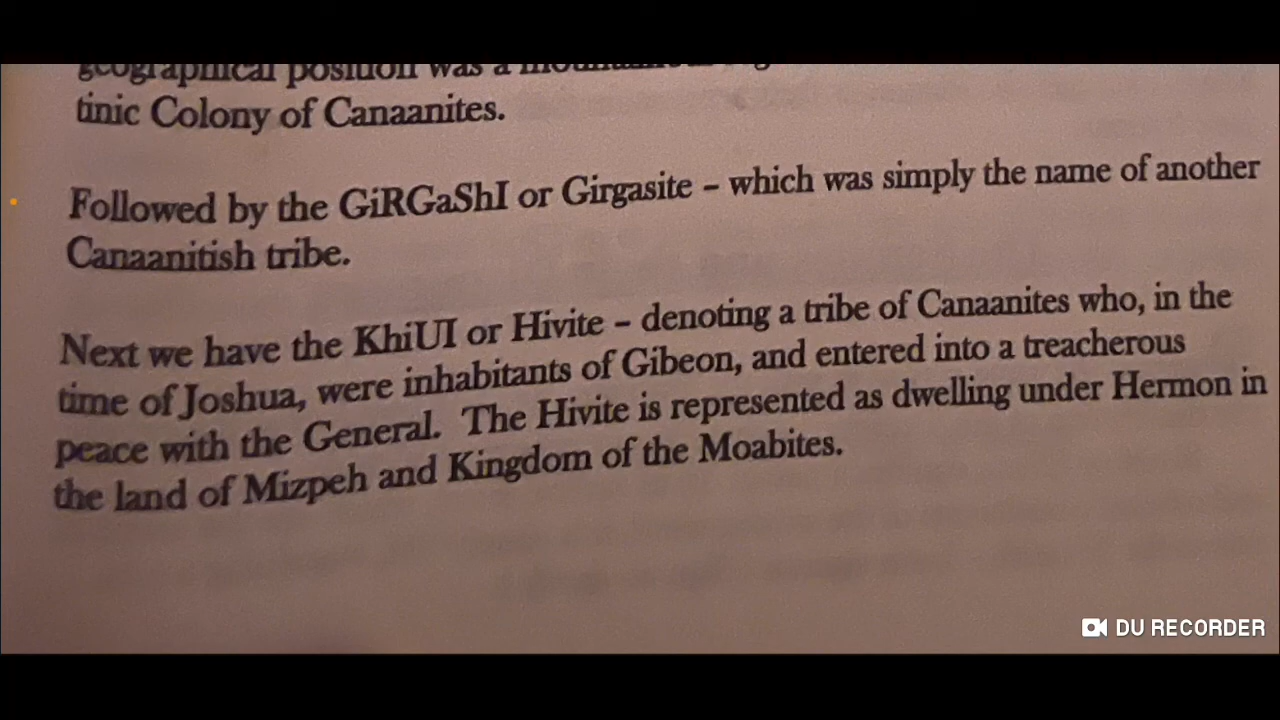 geographical position was a
tinic Colony of Canaanites.
Followed by the GiRGaShI or Girgasite – which was simply the name of another
Canaanitish tribe.
Next we have the KhiUI or Hivite – denoting a tribe of Canaanites who, in the
time of Joshua, were inhabitants of Gibeon, and entered into a treacherous
peace with the General. The Hivite is represented as dwelling under Hermon in
the land of Mizpeh and Kingdom of the Moabites.
DU RECORDER